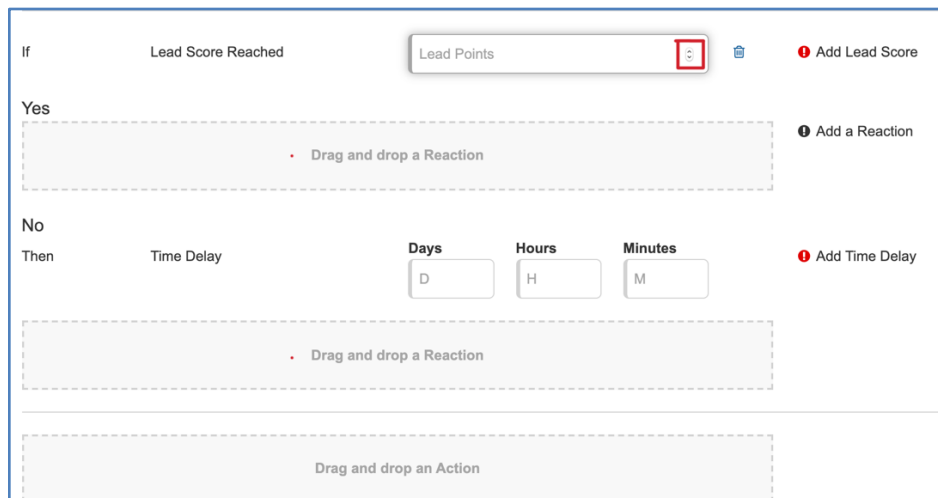 If Lead Score Reached Lead Points Add Lead Score
Yes
Add a Reaction
Drag and drop a Reaction
No
Days Hours Minutes
Then Time Delay Add Time Delay
D H M
Drag and drop a Reaction
Drag and drop an Action